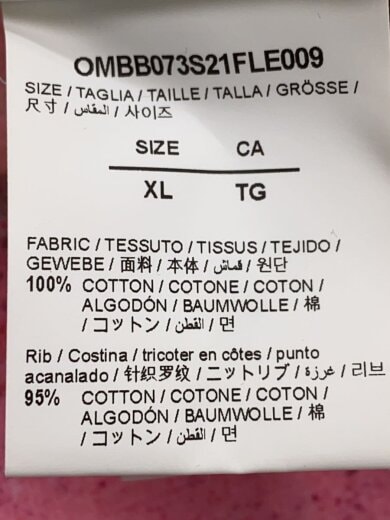 OMBB073S21FLE009
SIZE / TAGLIA / TAILLE / TALLA / GRÖSSE /
尺寸 / المقاس / 사이즈
SIZE CA
XL TG
FABRIC / TESSUTO / TISSUS / TEJIDO /
GEWEBE / 面料 / 本体 / قماش / 원단
100% COTTON / COTONE / COTON /
ALGODÓN / BAUMWOLLE / 棉
/ コットン / القطن / 면
Rib / Costina / tricoter en côtes / punto
acanalado / 针织罗纹 / ニットリブ / غرزة / 리브
95% COTTON / COTONE / COTON /
ALGODÓN / BAUMWOLLE / 棉
/ コットン / القطن / 면